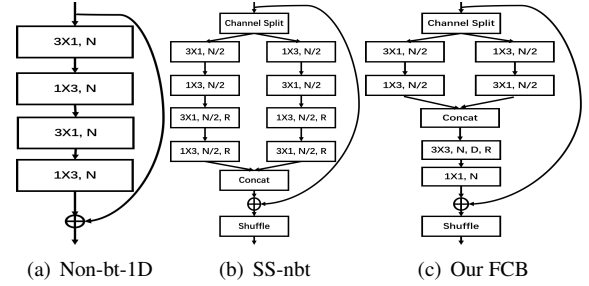 3X1, N
1X3, N
3X1, N
1X3, N
(a) Non-bt-1D
Channel Split
3X1, N/2
1X3, N/2
1X3, N/2
3X1, N/2
3X1, N/2, R
1X3, N/2, R
1X3, N/2, R
3X1, N/2, R
Concat
Shuffle
(b) SS-nbt
Channel Split
3X1, N/2
1X3, N/2
1X3, N/2
3X1, N/2
Concat
3X3, N, D, R
1X1, N
Shuffle
(c) Our FCB